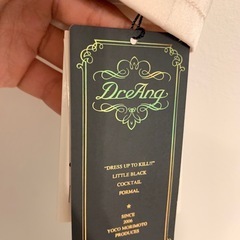 DreAng
"DRESS UP TO KILL!!"
LITTLE BLACK
COCKTAIL
FORMAL
SINCE
2006
YOCO MORIMOTO
PRODUCES